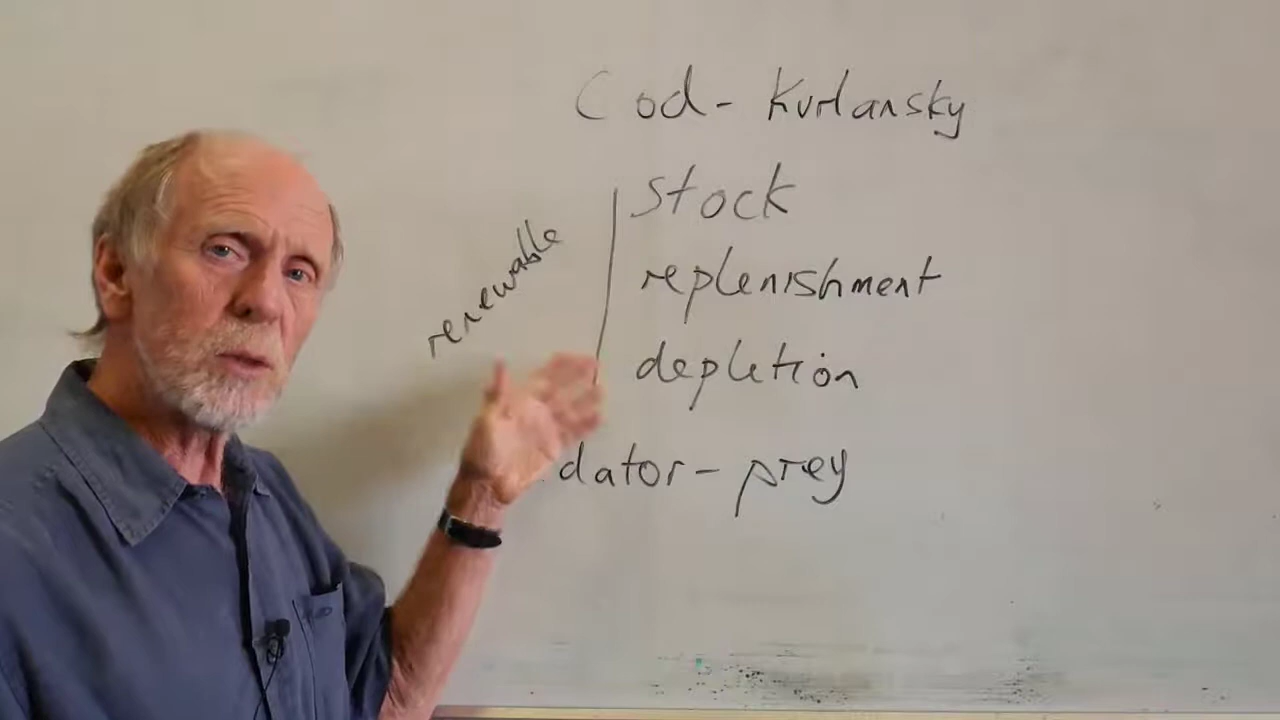 Cod - Kurlansky
stock
renewable
replenishment
depletion
dator - prey